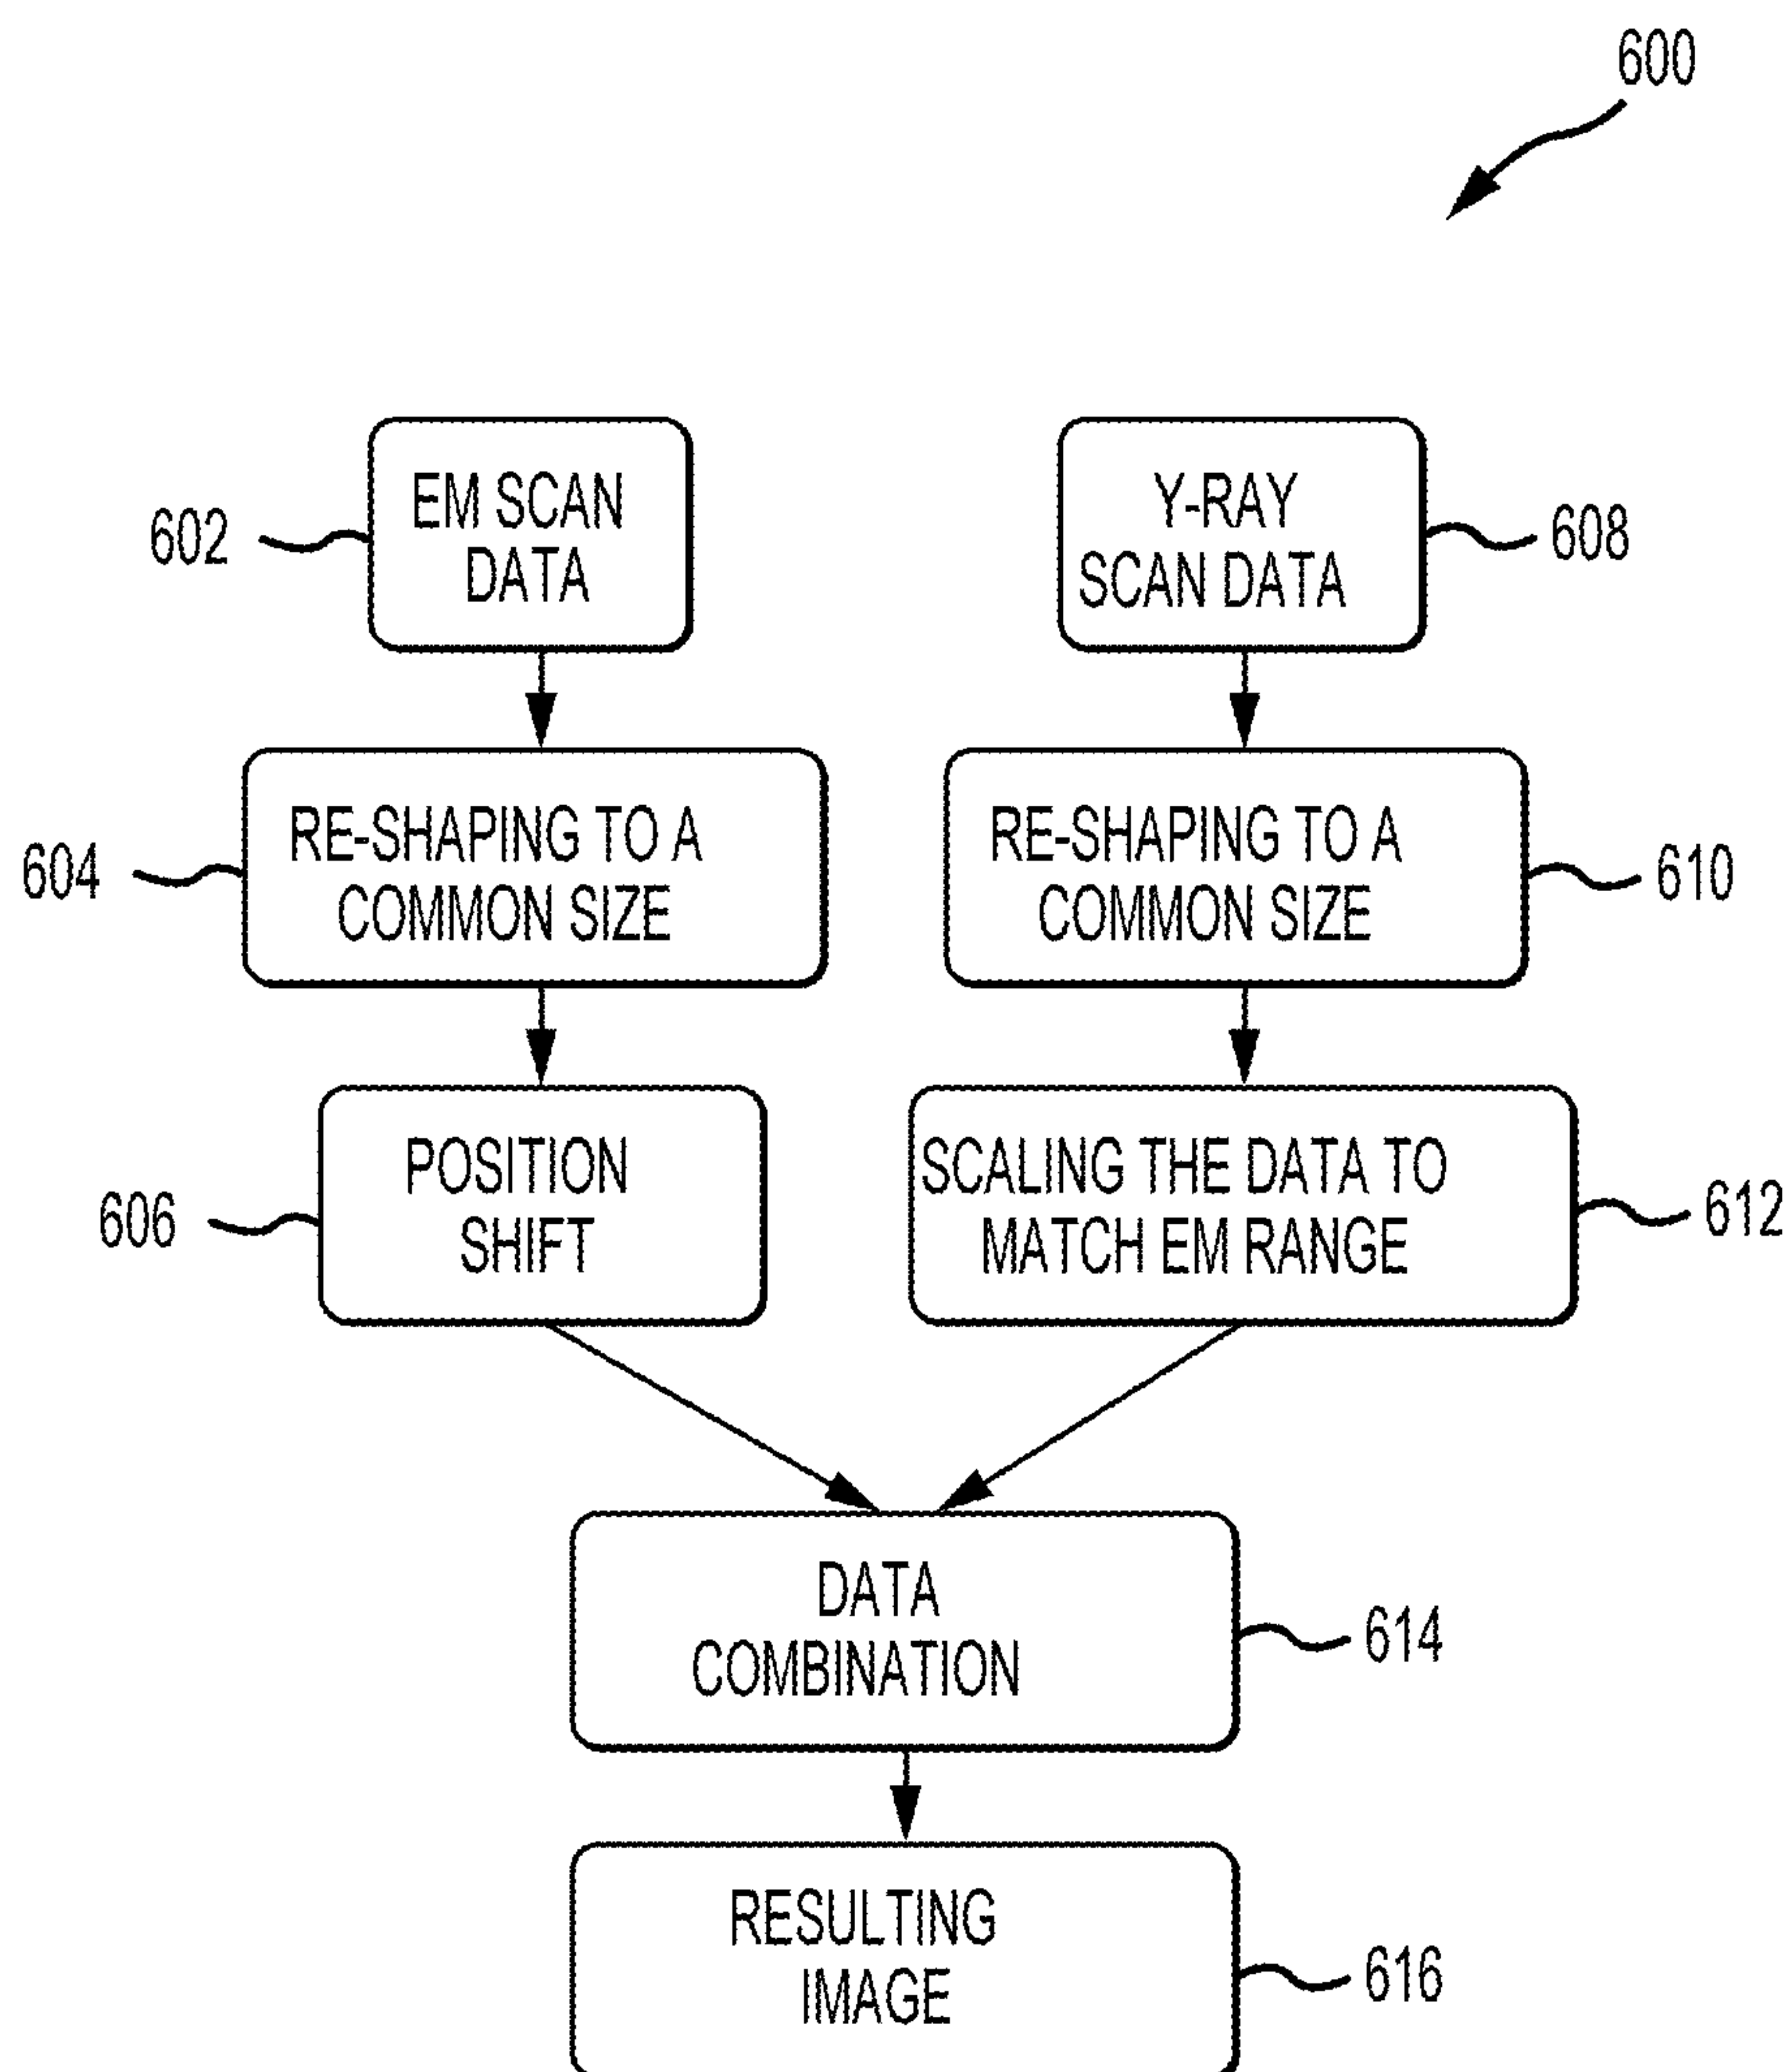 600
602
EM SCAN
DATA
Y-RAY
SCAN DATA
608
604
RE-SHAPING TO A
COMMON SIZE
RE-SHAPING TO A
COMMON SIZE
610
606
POSITION
SHIFT
SCALING THE DATA TO
MATCH EM RANGE
612
DATA
COMBINATION
614
RESULTING
IMAGE
616